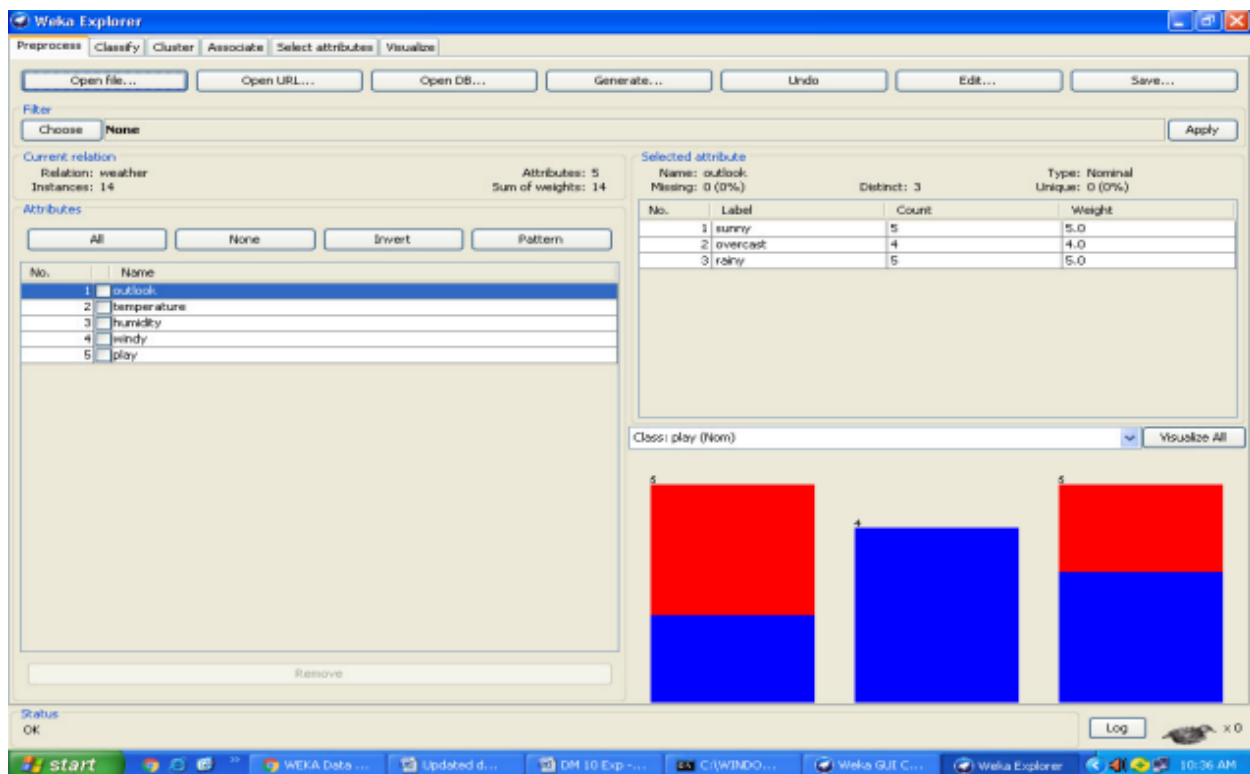 Weka Explorer
Preprocess Classify Cluster Associate Select attributes Visualize
Open file... Open URL... Open DB... Generate... Undo Edit... Save...
Filter
Choose None Apply
Current relation
Relation: weather Attributes: 5
Instances: 14 Sum of weights: 14
Attributes
All None Invert Pattern
No. Name
1 outlook
2 temperature
3 humidity
4 windy
5 play
Remove
Selected attribute
Name: outlook Type: Nominal
Missing: 0 (0%) Distinct: 3 Unique: 0 (0%)
No. Label Count Weight
1 sunny 5 5.0
2 overcast 4 4.0
3 rainy 5 5.0
Class: play (Nom) Visualize All
5 4 5
Status
OK
Log x 0
start WEKA Data ... Updated d... DM 10 Exp -... C:\WINDO... Weka GUI C... Weka Explorer 10:36 AM